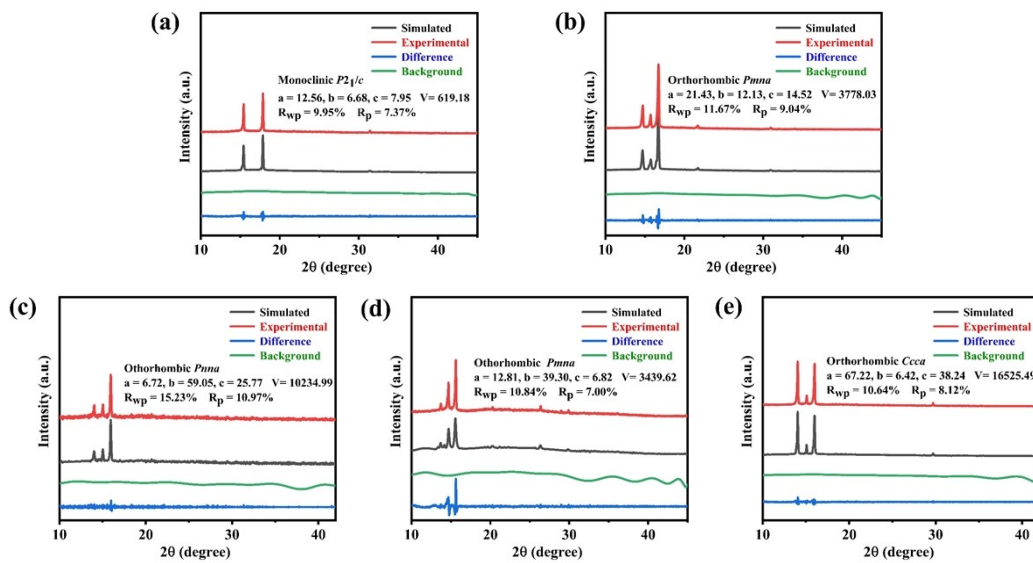 (a)
Simulated
Experimental
Difference
Background
Monoclinic P2₁/c
a = 12.56, b = 6.68, c = 7.95 V= 619.18
Rwp = 9.95% Rp = 7.37%
Intensity (a.u.)
10 20 30 40
2θ (degree)
(b)
Simulated
Experimental
Difference
Background
Orthorhombic Pmna
a = 21.43, b = 12.13, c = 14.52 V= 3778.03
Rwp = 11.67% Rp = 9.04%
Intensity (a.u.)
10 20 30 40
2θ (degree)
(c)
Simulated
Experimental
Difference
Background
Othorhombic Pnna
a = 6.72, b = 59.05, c = 25.77 V= 10234.99
Rwp = 15.23% Rp = 10.97%
Intensity (a.u.)
10 20 30 40
2θ (degree)
(d)
Simulated
Experimental
Difference
Background
Othorhombic Pmna
a = 12.81, b = 39.30, c = 6.82 V= 3439.62
Rwp = 10.84% Rp = 7.00%
Intensity (a.u.)
10 20 30 40
2θ (degree)
(e)
Simulated
Experimental
Difference
Background
Orthorhombic Ccca
a = 67.22, b = 6.42, c = 38.24 V= 16525.49
Rwp = 10.64% Rp = 8.12%
Intensity (a.u.)
10 20 30 40
2θ (degree)